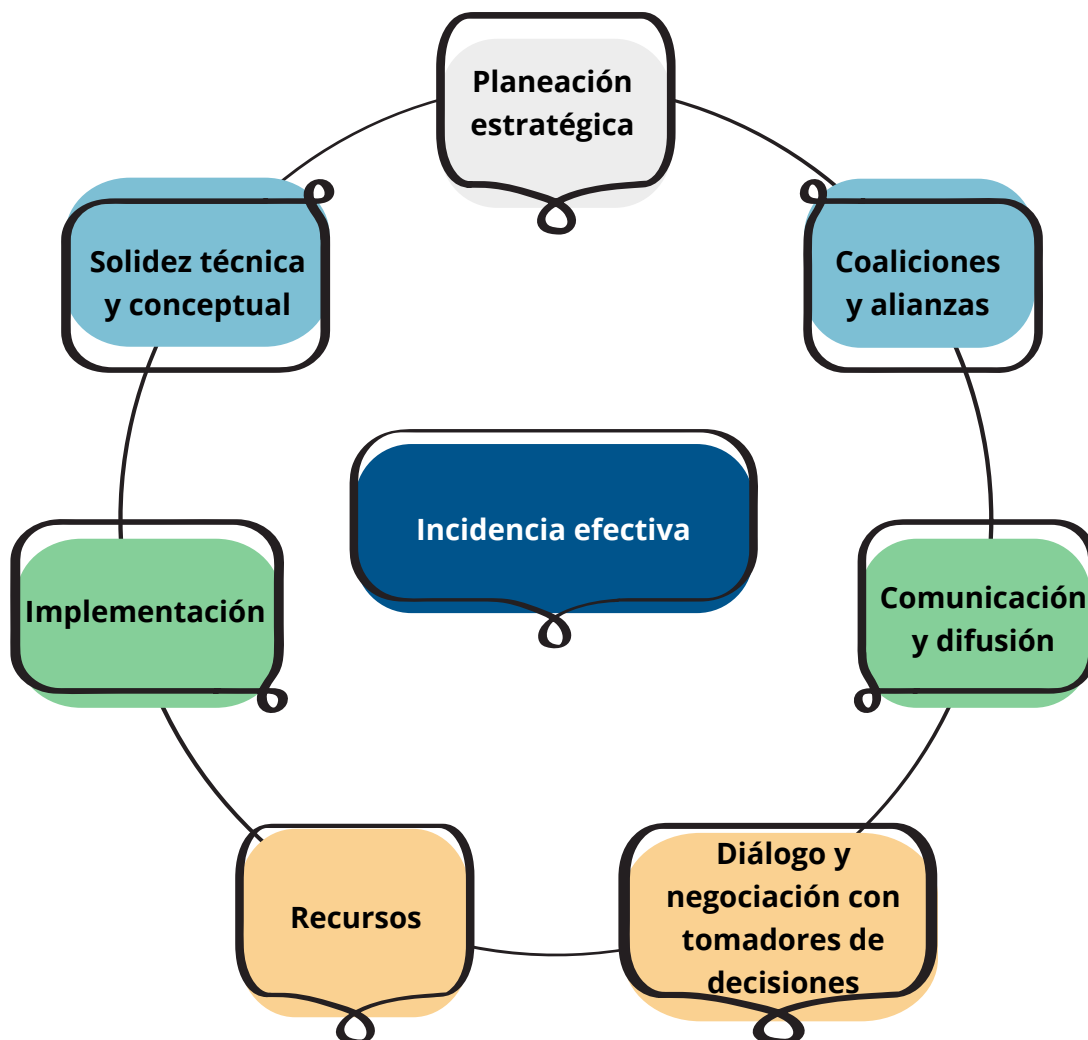 Planeación
estratégica
Solidez técnica
y conceptual
Coaliciones
y alianzas
Incidencia efectiva
Implementación
Comunicación
y difusión
Recursos
Diálogo y
negociación con
tomadores de
decisiones